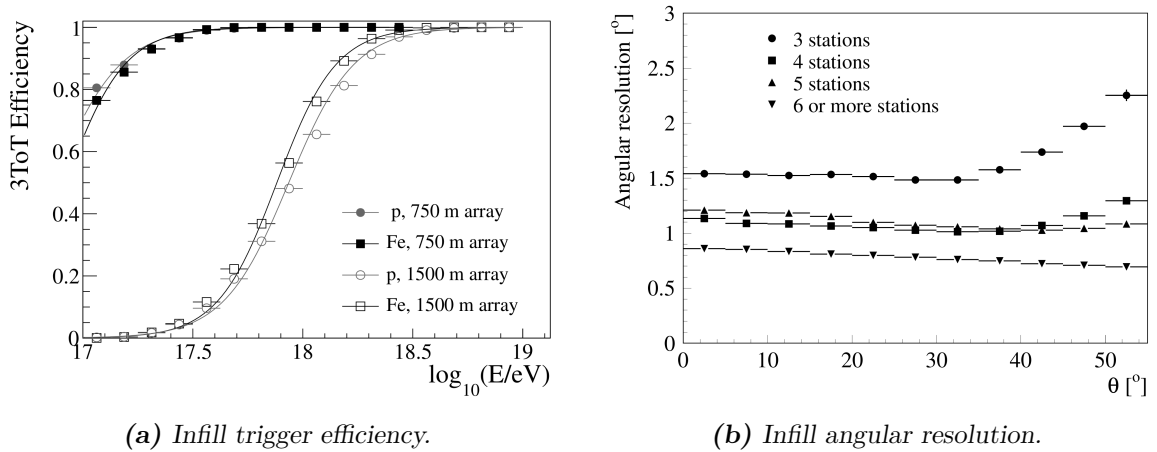 3ToT Efficiency
1
0.8
0.6
0.4
0.2
0
17
17.5
18
18.5
19
log10(E/eV)
p, 750 m array
Fe, 750 m array
p, 1500 m array
Fe, 1500 m array
(a) Infill trigger efficiency.
Angular resolution [°]
3
2.5
2
1.5
1
0.5
0
0
10
20
30
40
50
θ [°]
3 stations
4 stations
5 stations
6 or more stations
(b) Infill angular resolution.